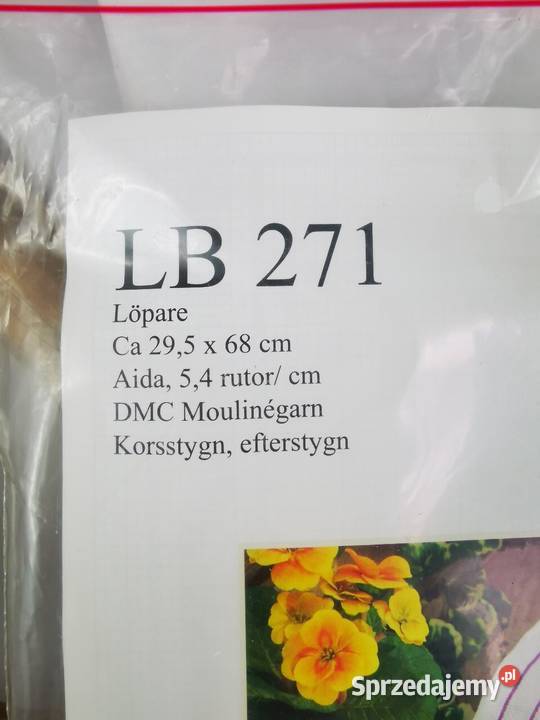 LB 271
Löpare
Ca 29,5 x 68 cm
Aida, 5,4 rutor/ cm
DMC Moulinégarn
Korsstygn, efterstygn
Sprzedajemy.pl